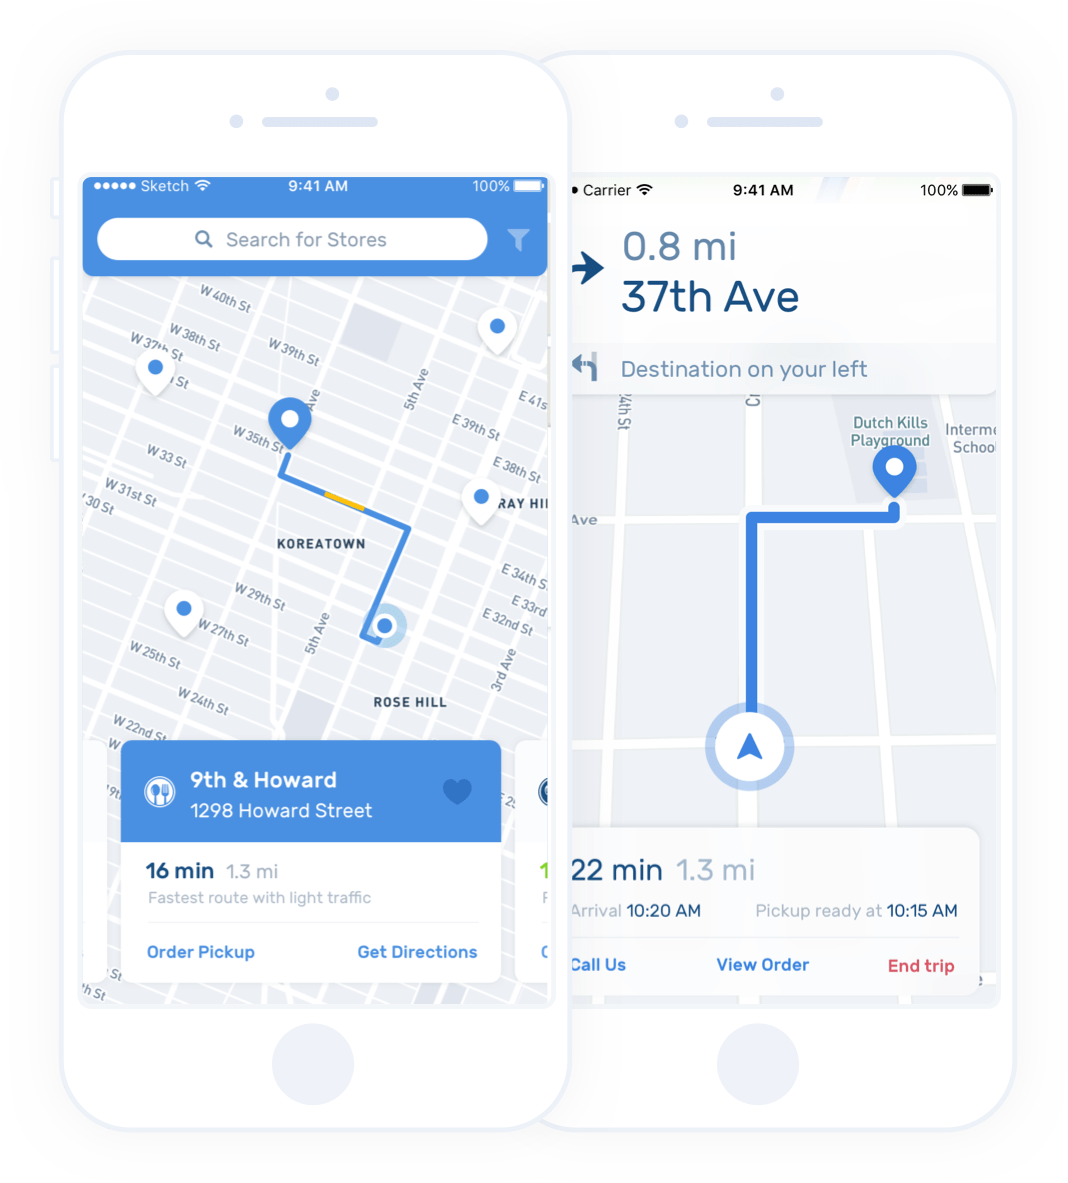 Sketch 9:41 AM 100%
Search for Stores
W 40th St
W 38th St
W 37th St
W 39th St
St
Ave
5th Ave
E 41s
E 39th St
W 35th St
E 38th St
W 33 St
W 31st St
30 St
RAY HI
KOREATOWN
E 34th S
E 33rd
E 32nd St
W 29th St
W 27th St
5th Ave
W 25th St
3rd Ave
W 24th St
ROSE HILL
W 22nd St
9th & Howard
1298 Howard Street
16 min 1.3 mi
Fastest route with light traffic
Order Pickup Get Directions
St
th St
Carrier 9:41 AM 100%
0.8 mi
37th Ave
Destination on your left
4th St
Dutch Kills
Playground
Interme
School
Ave
22 min 1.3 mi
Arrival 10:20 AM Pickup ready at 10:15 AM
Call Us View Order End trip